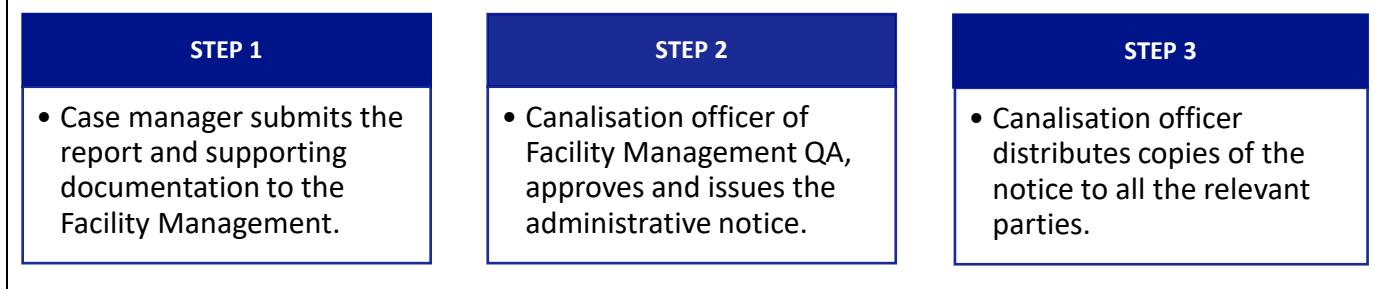 STEP 1
• Case manager submits the
report and supporting
documentation to the
Facility Management.
STEP 2
• Canalisation officer of
Facility Management QA,
approves and issues the
administrative notice.
STEP 3
• Canalisation officer
distributes copies of the
notice to all the relevant
parties.